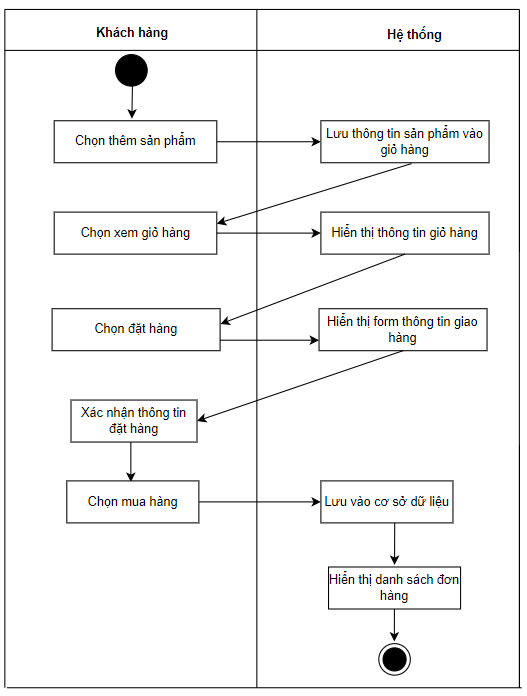 Khách hàng
Hệ thống
Chọn thêm sản phẩm
Lưu thông tin sản phẩm vào
giỏ hàng
Chọn xem giỏ hàng
Hiển thị thông tin giỏ hàng
Chọn đặt hàng
Hiển thị form thông tin giao
hàng
Xác nhận thông tin
đặt hàng
Chọn mua hàng
Lưu vào cơ sở dữ liệu
Hiển thị danh sách đơn
hàng